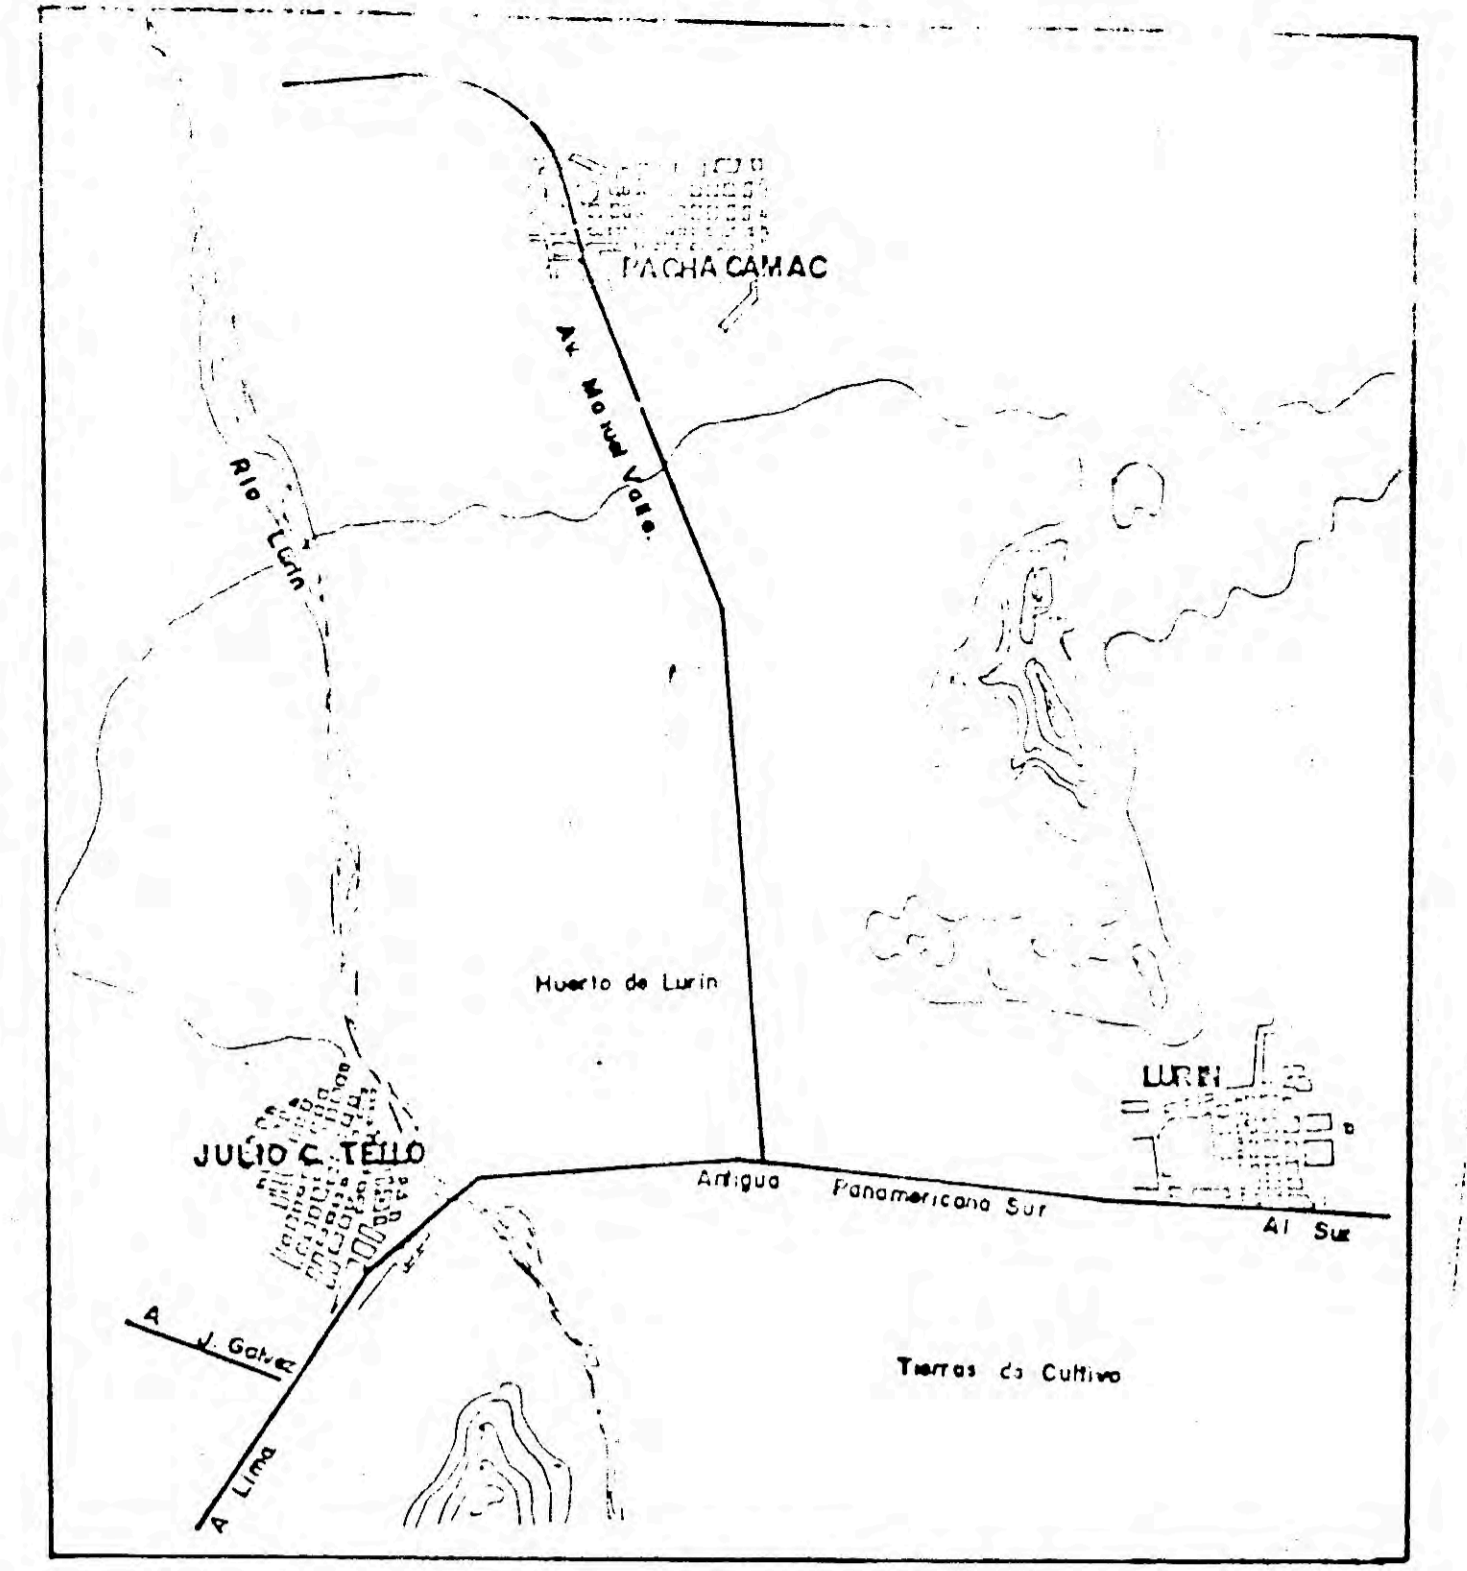 PACHACAMAC
Av. Manuel Valle.
Rio Lurin
Huerto de Lurin
LURIN
JULIO C. TELLO
Antigua Panamericana Sur
Al Sur
A J. Galvez
Tierras de Cultivo
A Lima